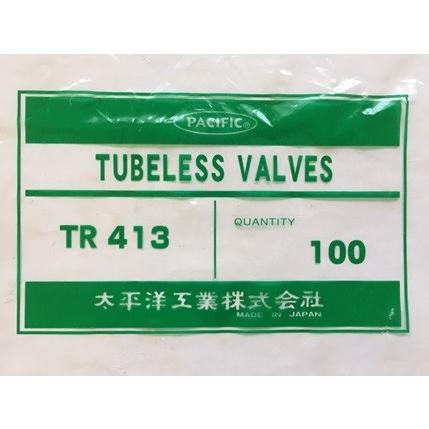 PACIFIC®
TUBELESS VALVES
TR 413
QUANTITY
100
太平洋工業株式会社
MADE IN JAPAN